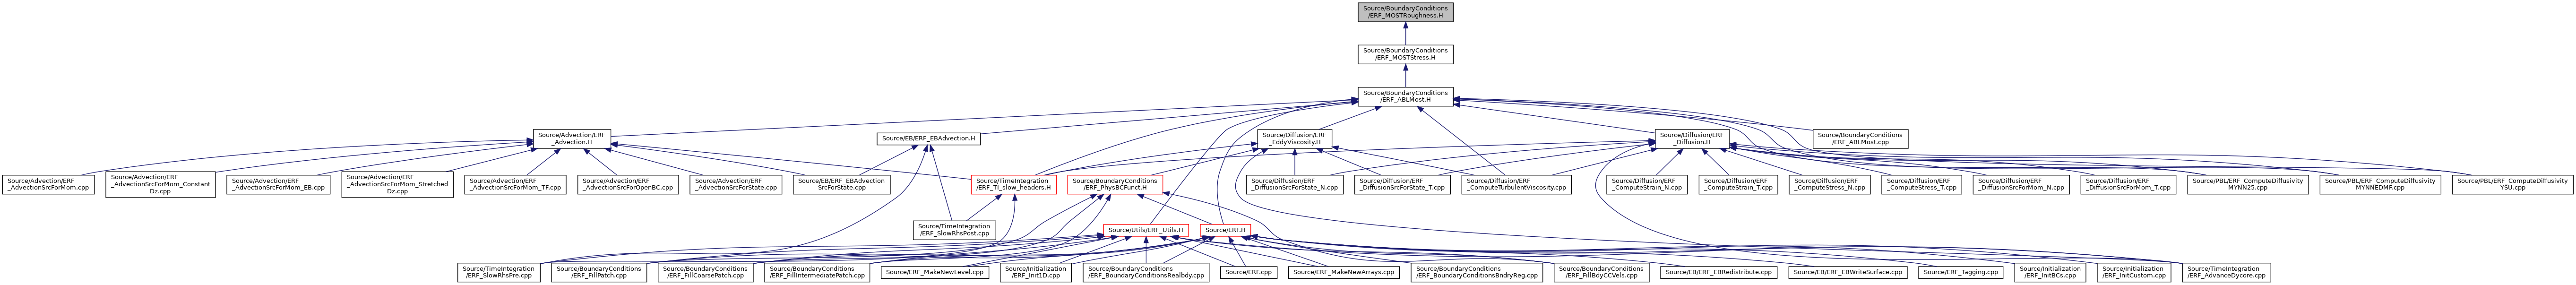 Source/BoundaryConditions
/ERF_MOSTRoughness.H
Source/BoundaryConditions
/ERF_MOSTStress.H
Source/BoundaryConditions
/ERF_ABLMost.H
Source/Advection/ERF
_Advection.H
Source/EB/ERF_EBAdvection.H
Source/Diffusion/ERF
_EddyViscosity.H
Source/Diffusion/ERF
_Diffusion.H
Source/BoundaryConditions
/ERF_ABLMost.cpp
Source/Advection/ERF
_AdvectionSrcForMom.cpp
Source/Advection/ERF
_AdvectionSrcForMom_Constant
Dz.cpp
Source/Advection/ERF
_AdvectionSrcForMom_EB.cpp
Source/Advection/ERF
_AdvectionSrcForMom_Stretched
Dz.cpp
Source/Advection/ERF
_AdvectionSrcForMom_TF.cpp
Source/Advection/ERF
_AdvectionSrcForOpenBC.cpp
Source/Advection/ERF
_AdvectionSrcForState.cpp
Source/EB/ERF_EBAdvection
SrcForState.cpp
Source/TimeIntegration
/ERF_TI_slow_headers.H
Source/BoundaryConditions
/ERF_PhysBCFunct.H
Source/Diffusion/ERF
_DiffusionSrcForState_N.cpp
Source/Diffusion/ERF
_DiffusionSrcForState_T.cpp
Source/Diffusion/ERF
_ComputeTurbulentViscosity.cpp
Source/Diffusion/ERF
_ComputeStrain_N.cpp
Source/Diffusion/ERF
_ComputeStrain_T.cpp
Source/Diffusion/ERF
_ComputeStress_N.cpp
Source/Diffusion/ERF
_ComputeStress_T.cpp
Source/Diffusion/ERF
_DiffusionSrcForMom_N.cpp
Source/Diffusion/ERF
_DiffusionSrcForMom_T.cpp
Source/PBL/ERF_ComputeDiffusivity
MYNN25.cpp
Source/PBL/ERF_ComputeDiffusivity
MYNNEDMF.cpp
Source/PBL/ERF_ComputeDiffusivity
YSU.cpp
Source/TimeIntegration
/ERF_SlowRhsPost.cpp
Source/Utils/ERF_Utils.H
Source/ERF.H
Source/TimeIntegration
/ERF_SlowRhsPre.cpp
Source/BoundaryConditions
/ERF_FillPatch.cpp
Source/BoundaryConditions
/ERF_FillCoarsePatch.cpp
Source/BoundaryConditions
/ERF_FillIntermediatePatch.cpp
Source/ERF_MakeNewLevel.cpp
Source/Initialization
/ERF_Init1D.cpp
Source/BoundaryConditions
/ERF_BoundaryConditionsRealbdy.cpp
Source/ERF.cpp
Source/ERF_MakeNewArrays.cpp
Source/BoundaryConditions
/ERF_BoundaryConditionsBndryReg.cpp
Source/BoundaryConditions
/ERF_FillBdyCCVels.cpp
Source/EB/ERF_EBRedistribute.cpp
Source/EB/ERF_EBWriteSurface.cpp
Source/ERF_Tagging.cpp
Source/Initialization
/ERF_InitBCs.cpp
Source/Initialization
/ERF_InitCustom.cpp
Source/TimeIntegration
/ERF_AdvanceDycore.cpp